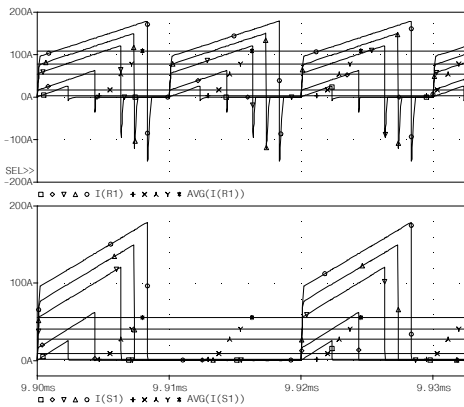 200A
100A
0A
-100A
SEL>>
-200A
I(R1) AVG(I(R1))
200A
100A
0A
9.90ms 9.91ms 9.92ms 9.93ms
I(S1) AVG(I(S1))